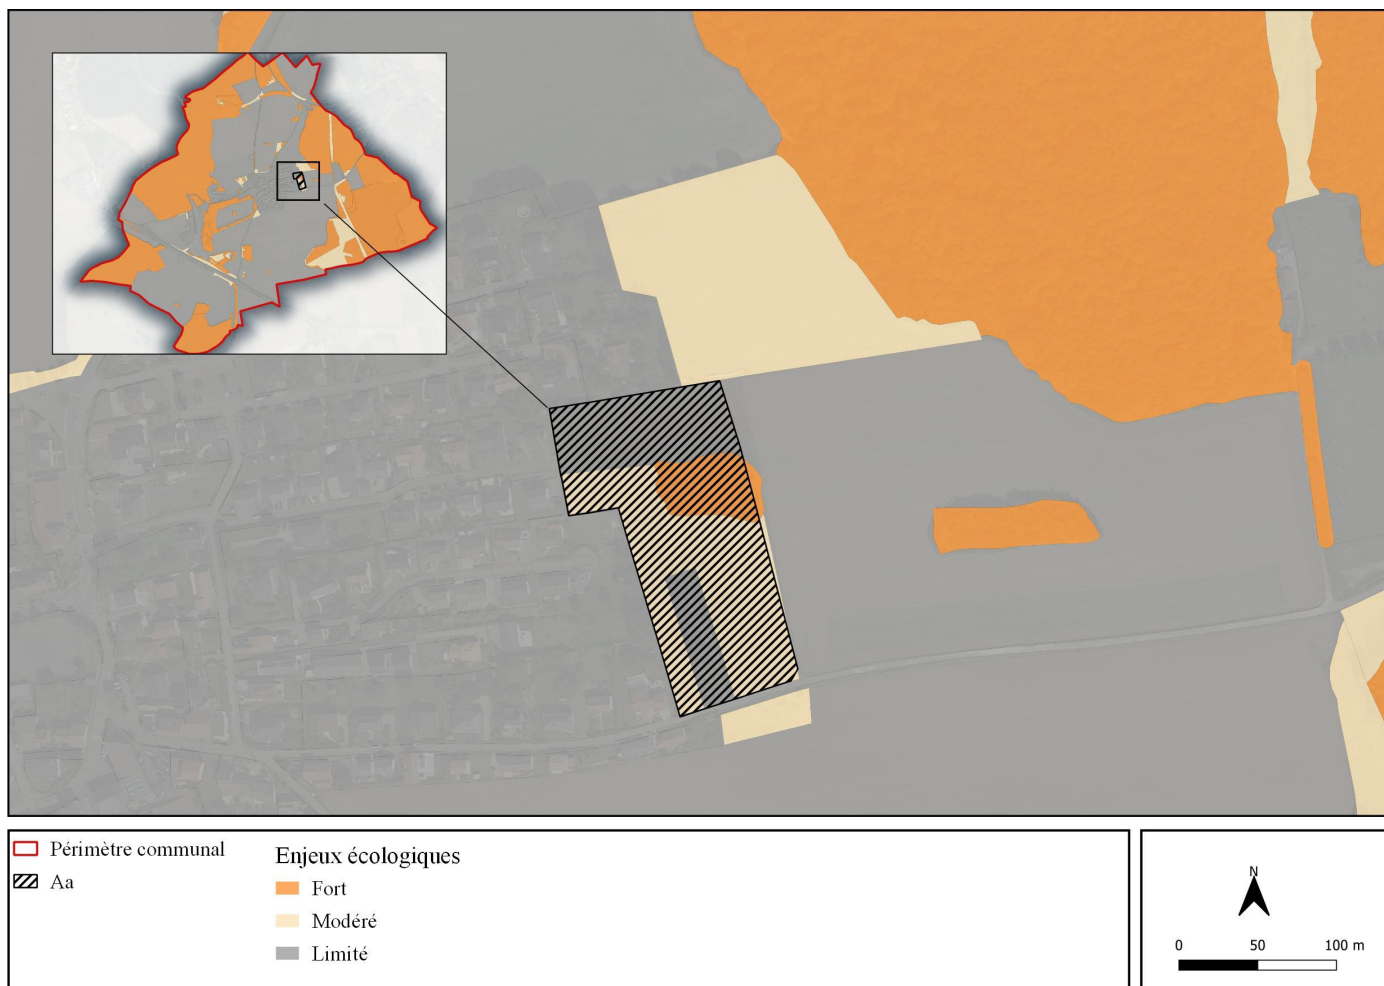 Périmètre communal
Aa
Enjeux écologiques
Fort
Modéré
Limité
N
0 50 100 m